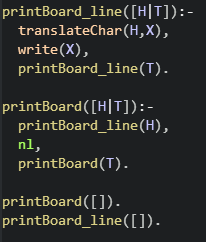 printBoard_line([H|T]):-
translateChar(H,X),
write(X),
printBoard_line(T).
printBoard([H|T]):-
printBoard_line(H),
nl,
printBoard(T).
printBoard([]).
printBoard_line([]).